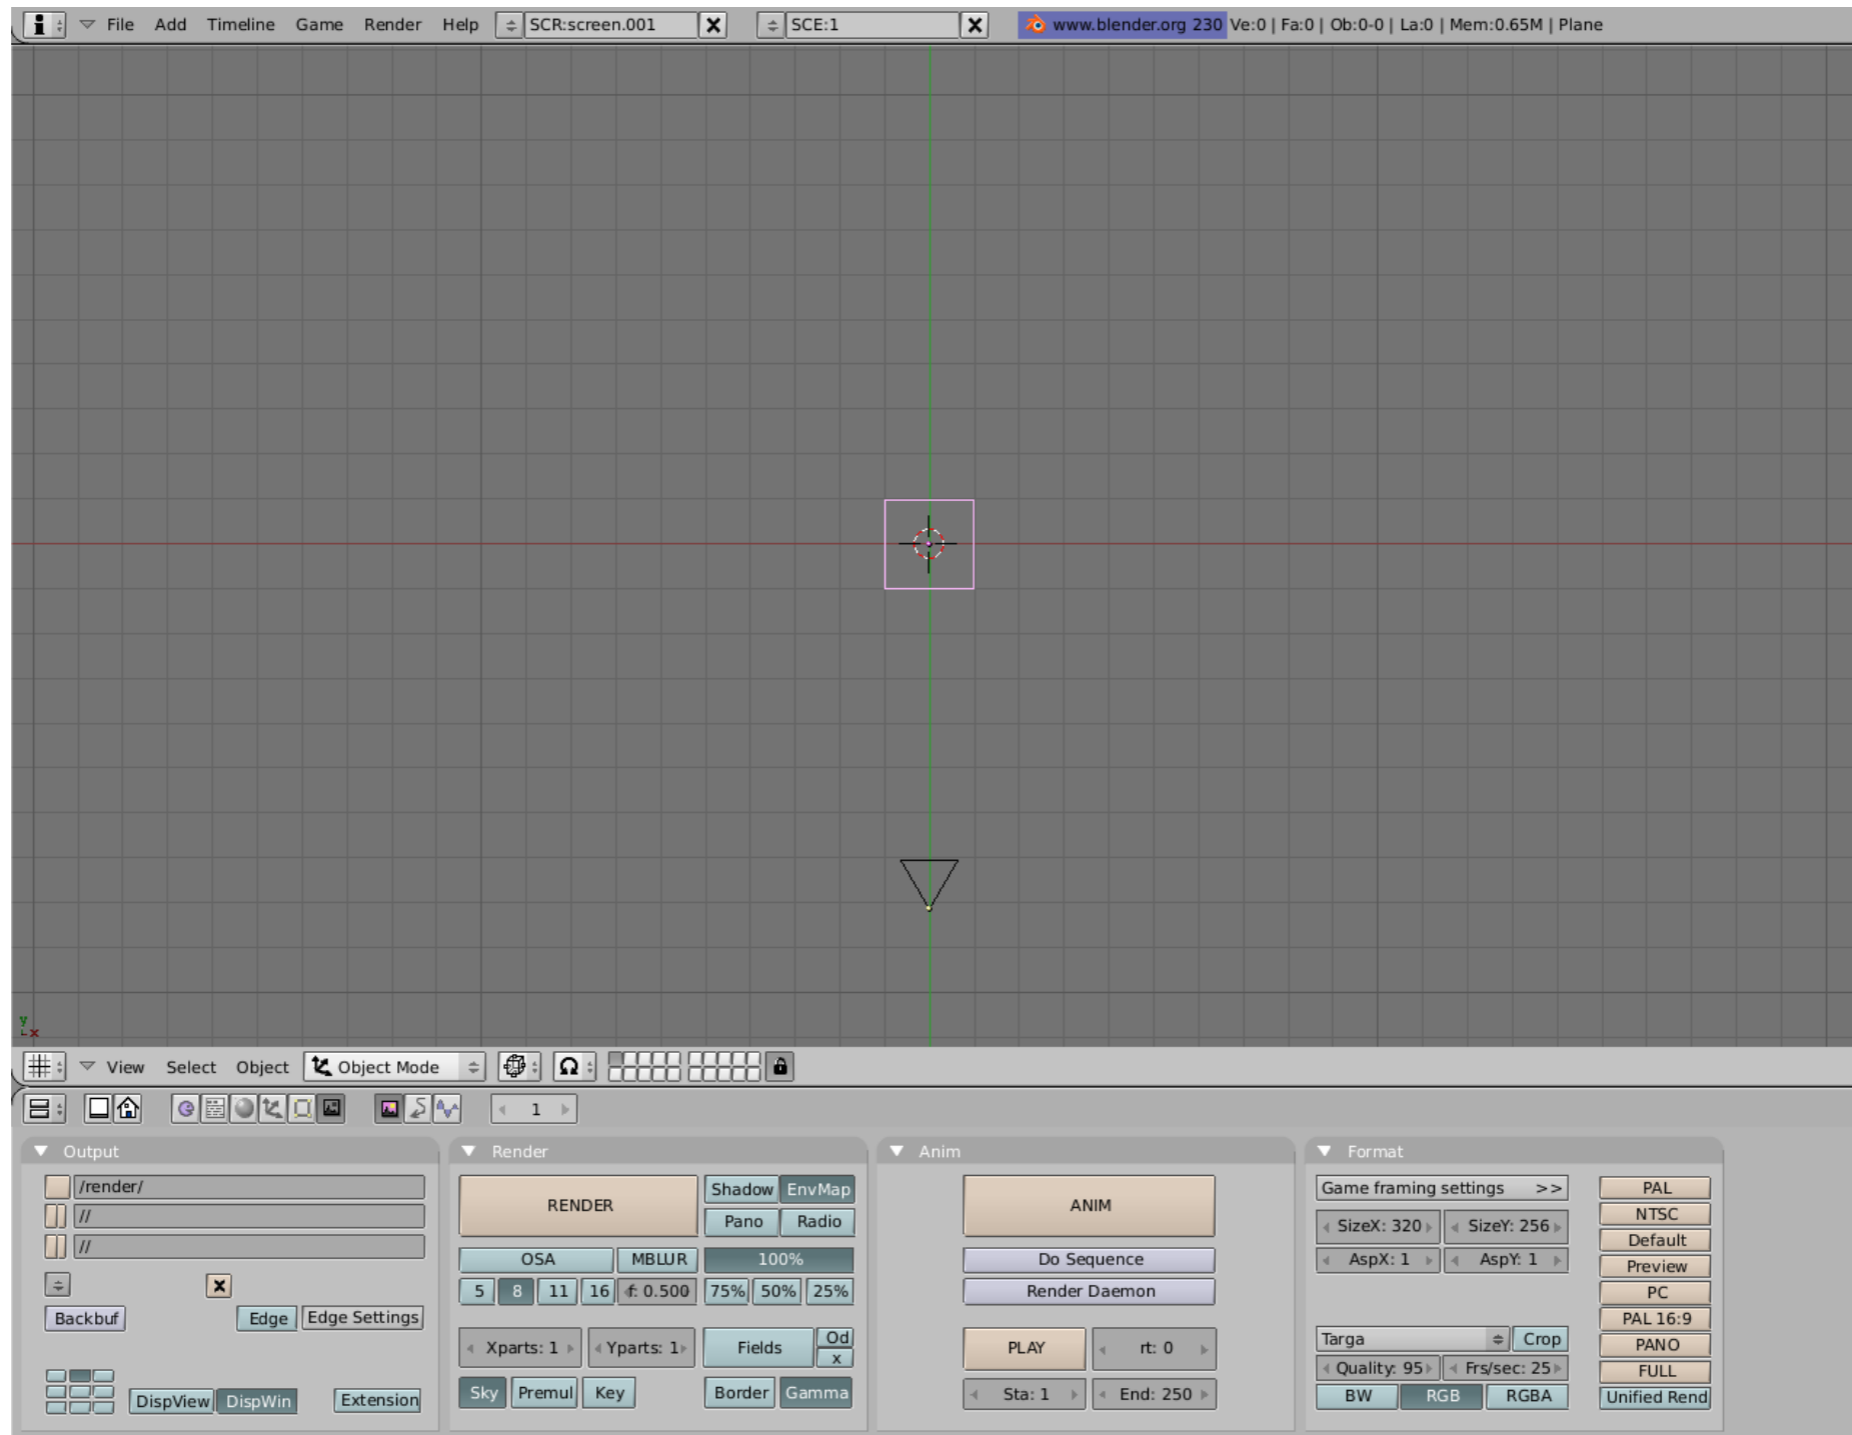 File Add Timeline Game Render Help SCR:screen.001 SCE:1 www.blender.org 230 Ve:0 | Fa:0 | Ob:0-0 | La:0 | Mem:0.65M | Plane
Y
x
View Select Object Object Mode
1
Output
/render/
//
//
Backbuf Edge Edge Settings
DispView DispWin Extension
Render
RENDER Shadow EnvMap
Pano Radio
OSA MBLUR 100%
5 8 11 16 f: 0.500 75% 50% 25%
Xparts: 1 Yparts: 1 Fields Od
x
Sky Premul Key Border Gamma
Anim
ANIM
Do Sequence
Render Daemon
PLAY rt: 0
Sta: 1 End: 250
Format
Game framing settings >>
SizeX: 320 SizeY: 256
AspX: 1 AspY: 1
Targa Crop
Quality: 95 Frs/sec: 25
BW RGB RGBA
PAL
NTSC
Default
Preview
PC
PAL 16:9
PANO
FULL
Unified Rend